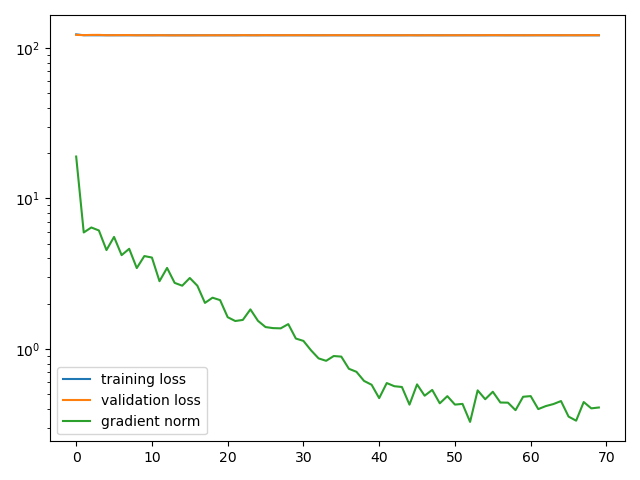 10²
10¹
10⁰
training loss
validation loss
gradient norm
0 10 20 30 40 50 60 70